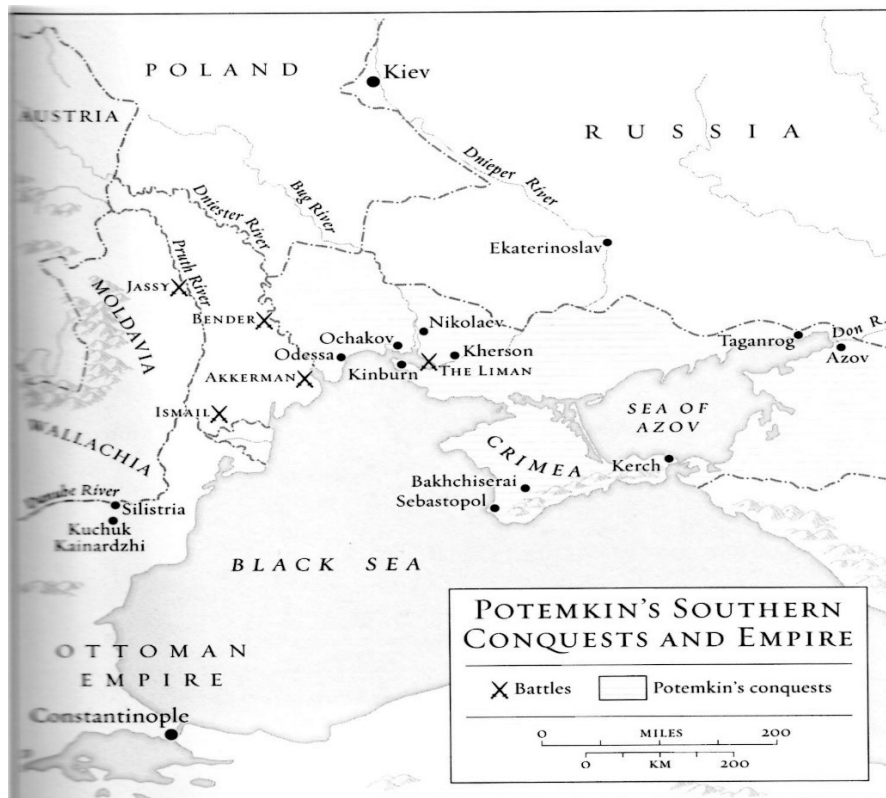 POLAND
Kiev
AUSTRIA
RUSSIA
Dnieper River
Dniester River
Bug River
Ekaterinoslav
Pruth River
JASSY
MOLDAVIA
BENDER
Nikolaev
Ochakov
Odessa
Kherson
Taganrog
Don R.
Azov
Kinburn
THE LIMAN
AKKERMAN
ISMAIL
SEA OF
AZOV
WALLACHIA
CRIMEA
Kerch
Bakhchiserai
Sebastopol
Danube River
Silistria
Kuchuk
Kainardzhi
BLACK SEA
POTEMKIN'S SOUTHERN
CONQUESTS AND EMPIRE
OTTOMAN
EMPIRE
Battles Potemkin's conquests
Constantinople
0 MILES 200
0 KM 200